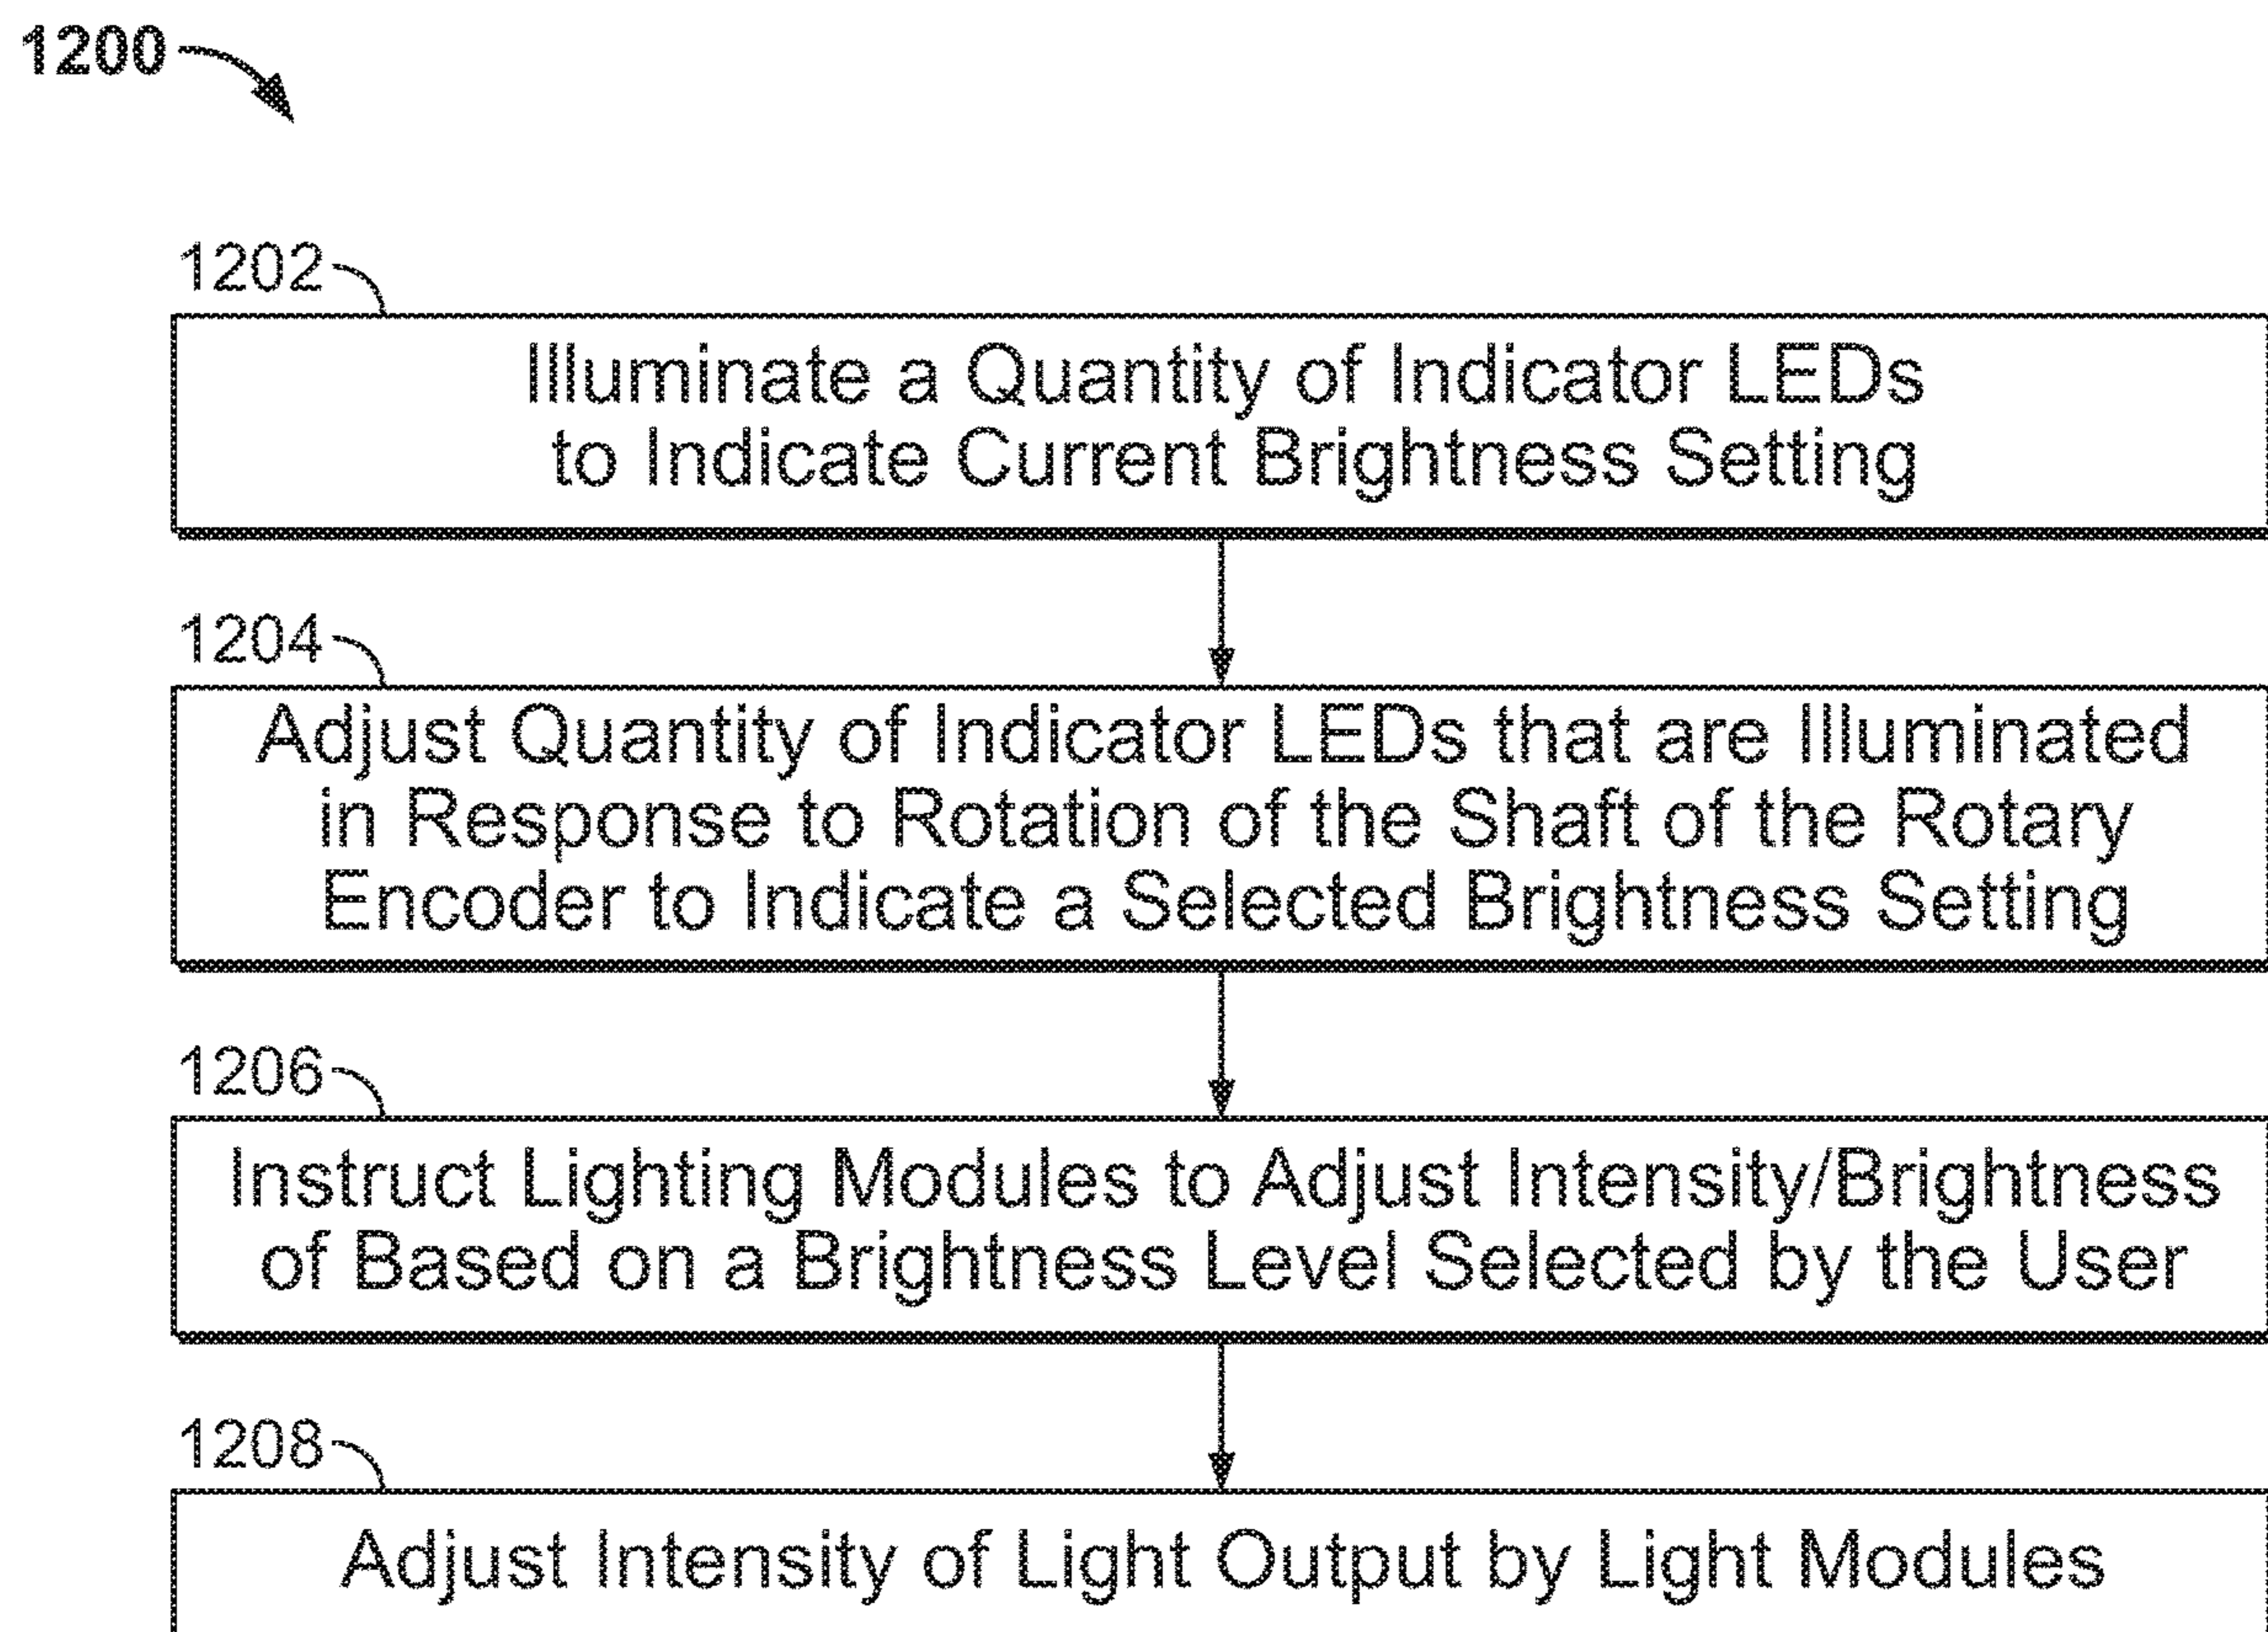 1200
1202
Illuminate a Quantity of Indicator LEDs
to Indicate Current Brightness Setting
1204
Adjust Quantity of Indicator LEDs that are Illuminated
in Response to Rotation of the Shaft of the Rotary
Encoder to Indicate a Selected Brightness Setting
1206
Instruct Lighting Modules to Adjust Intensity/Brightness
of Based on a Brightness Level Selected by the User
1208
Adjust Intensity of Light Output by Light Modules